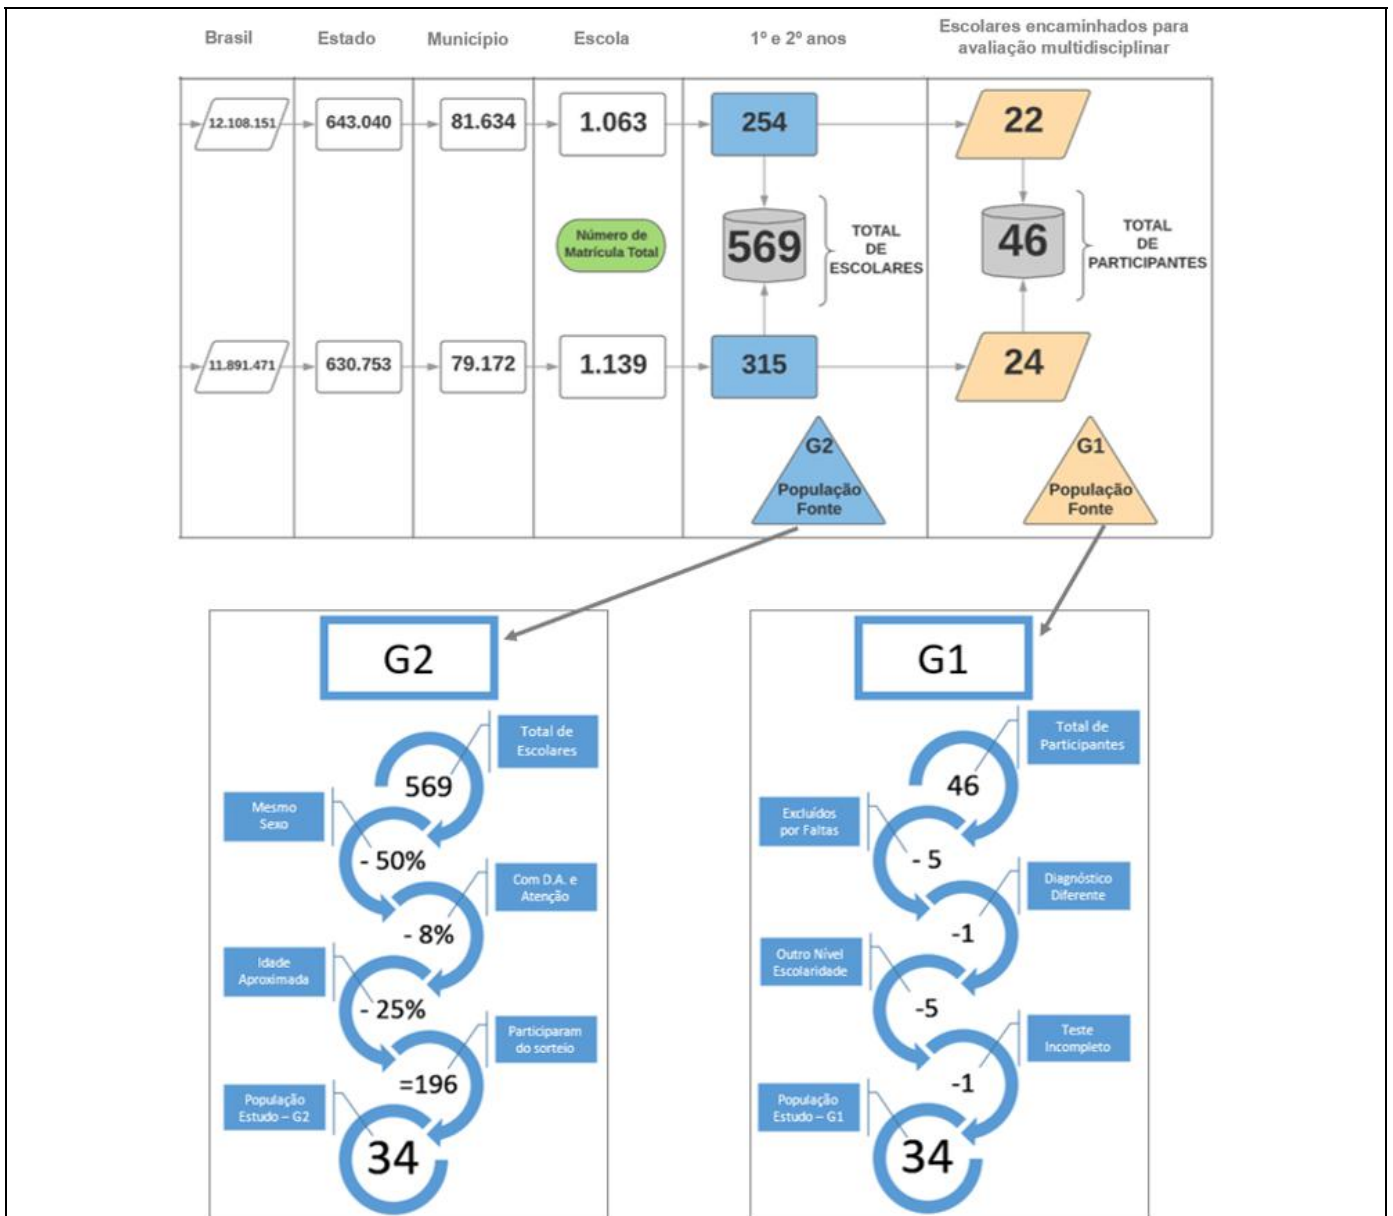 Brasil
Estado
Município
Escola
1º e 2º anos
Escolares encaminhados para
avaliação multidisciplinar
12.108.151
643.040
81.634
1.063
254
22
Número de
Matrícula Total
569
TOTAL
DE
ESCOLARES
46
TOTAL
DE
PARTICIPANTES
11.891.471
630.753
79.172
1.139
315
24
G2
População
Fonte
G1
População
Fonte
G2
Total de
Escolares
569
Mesmo
Sexo
- 50%
Com D.A. e
Atenção
- 8%
Idade
Aproximada
- 25%
Participaram
do sorteio
=196
População
Estudo – G2
34
G1
Total de
Participantes
46
Excluídos
por Faltas
- 5
Diagnóstico
Diferente
-1
Outro Nível
Escolaridade
-5
Teste
Incompleto
-1
População
Estudo – G1
34